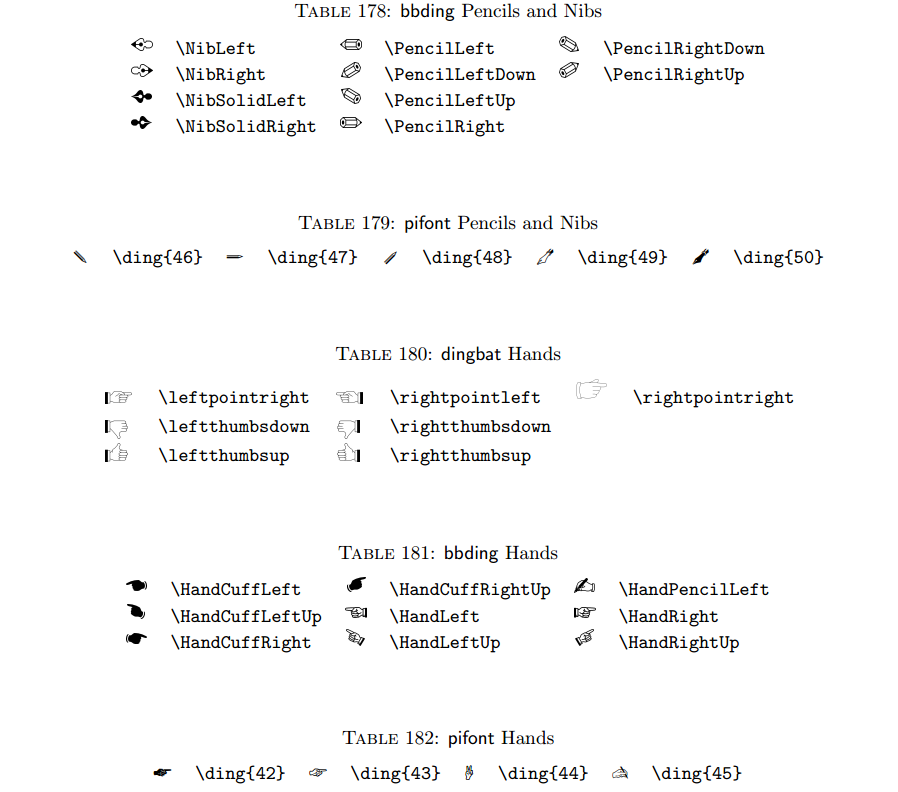 TABLE 178: bbding Pencils and Nibs
\NibLeft \PencilLeft \PencilRightDown
\NibRight \PencilLeftDown \PencilRightUp
\NibSolidLeft \PencilLeftUp
\NibSolidRight \PencilRight
TABLE 179: pifont Pencils and Nibs
\ding{46} \ding{47} \ding{48} \ding{49} \ding{50}
TABLE 180: dingbat Hands
\leftpointright \rightpointleft \rightpointright
\leftthumbsdown \rightthumbsdown
\leftthumbsup \rightthumbsup
TABLE 181: bbding Hands
\HandCuffLeft \HandCuffRightUp \HandPencilLeft
\HandCuffLeftUp \HandLeft \HandRight
\HandCuffRight \HandLeftUp \HandRightUp
TABLE 182: pifont Hands
\ding{42} \ding{43} \ding{44} \ding{45}